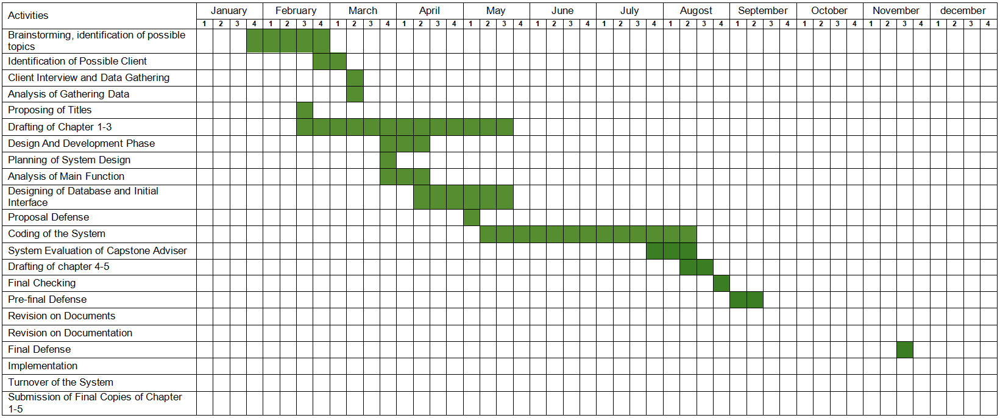 Activities
January February March April May June July Augost September October November december
1 2 3 4 1 2 3 4 1 2 3 4 1 2 3 4 1 2 3 4 1 2 3 4 1 2 3 4 1 2 3 4 1 2 3 4 1 2 3 4 1 2 3 4 1 2 3 4
Brainstorming, identification of possible
topics
Identification of Possible Client
Client Interview and Data Gathering
Analysis of Gathering Data
Proposing of Titles
Drafting of Chapter 1-3
Design And Development Phase
Planning of System Design
Analysis of Main Function
Designing of Database and Initial
Interface
Proposal Defense
Coding of the System
System Evaluation of Capstone Adviser
Drafting of chapter 4-5
Final Checking
Pre-final Defense
Revision on Documents
Revision on Documentation
Final Defense
Implementation
Turnover of the System
Submission of Final Copies of Chapter
1-5